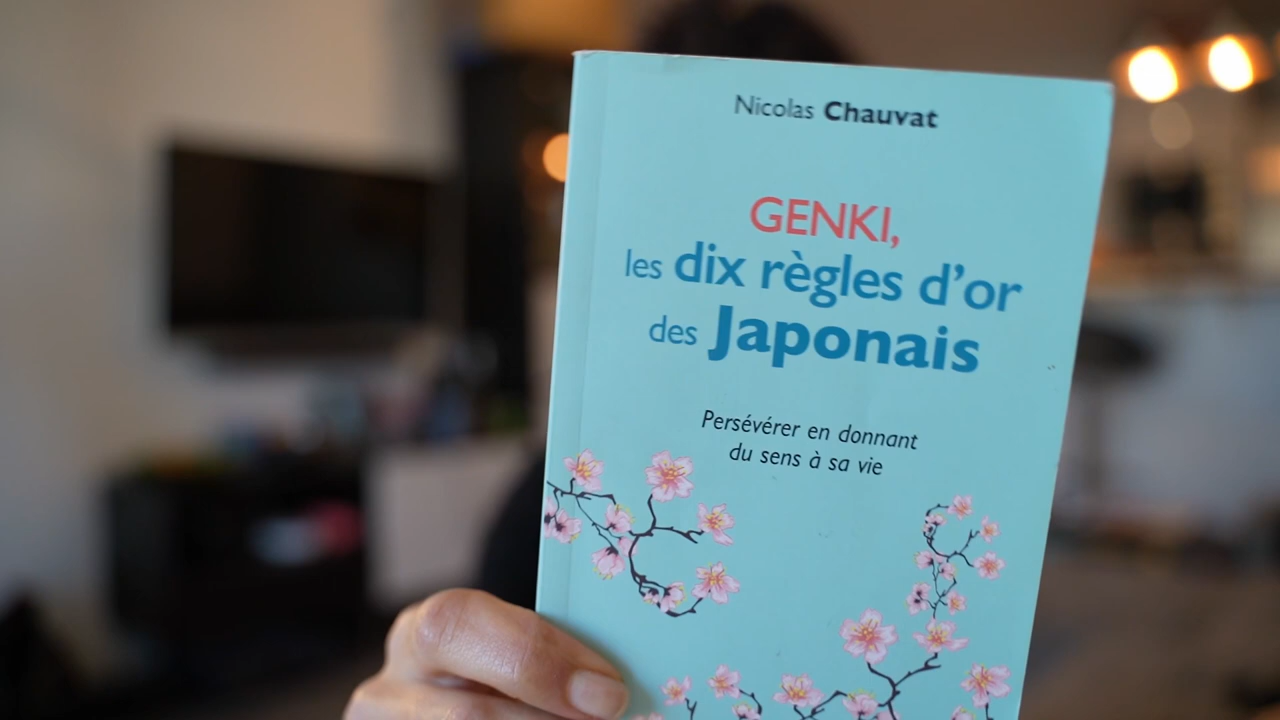 Nicolas Chauvat
GENKI,
les dix règles d'or
des Japonais
Persévérer en donnant
du sens à sa vie